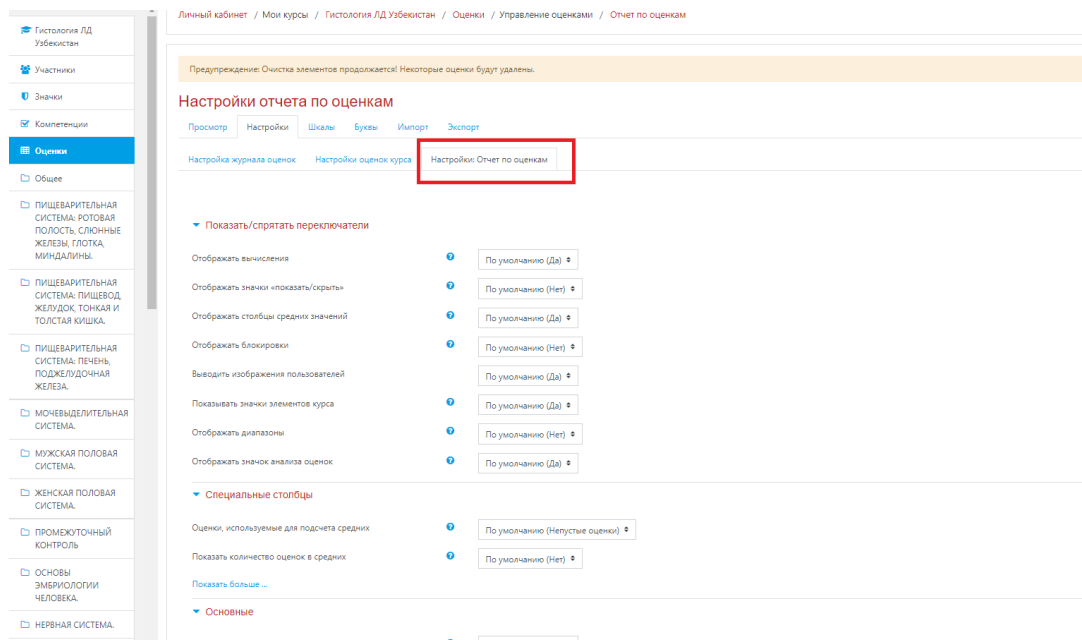 Личный кабинет / Мои курсы / Гистология ЛД Узбекистан / Оценки / Управление оценками / Отчет по оценкам
Гистология ЛД
Узбекистан
Участники
Значки
Компетенции
Оценки
Общее
ПИЩЕВАРИТЕЛЬНАЯ
СИСТЕМА: РОТОВАЯ
ПОЛОСТЬ, СЛЮННЫЕ
ЖЕЛЕЗЫ, ГЛОТКА,
МИНДАЛИНЫ.
ПИЩЕВАРИТЕЛЬНАЯ
СИСТЕМА: ПИЩЕВОД,
ЖЕЛУДОК, ТОНКАЯ И
ТОЛСТАЯ КИШКА.
ПИЩЕВАРИТЕЛЬНАЯ
СИСТЕМА: ПЕЧЕНЬ,
ПОДЖЕЛУДОЧНАЯ
ЖЕЛЕЗА.
МОЧЕВЫДЕЛИТЕЛЬНАЯ
СИСТЕМА.
МУЖСКАЯ ПОЛОВАЯ
СИСТЕМА.
ЖЕНСКАЯ ПОЛОВАЯ
СИСТЕМА.
ПРОМЕЖУТОЧНЫЙ
КОНТРОЛЬ
ОСНОВЫ
ЭМБРИОЛОГИИ
ЧЕЛОВЕКА.
НЕРВНАЯ СИСТЕМА.
Предупреждение: Очистка элементов продолжается! Некоторые оценки будут удалены.
Настройки отчета по оценкам
Просмотр Настройки Шкалы Буквы Импорт Экспорт
Настройка журнала оценок Настройки оценок курса Настройки: Отчет по оценкам
Показать/спрятать переключатели
Отображать вычисления По умолчанию (Да)
Отображать значки «показать/скрыть» По умолчанию (Нет)
Отображать столбцы средних значений По умолчанию (Да)
Отображать блокировки По умолчанию (Нет)
Выводить изображения пользователей По умолчанию (Да)
Показывать значки элементов курса По умолчанию (Да)
Отображать диапазоны По умолчанию (Нет)
Отображать значок анализа оценок По умолчанию (Да)
Специальные столбцы
Оценки, используемые для подсчета средних По умолчанию (Непустые оценки)
Показать количество оценок в средних По умолчанию (Нет)
Показать больше ...
Основные